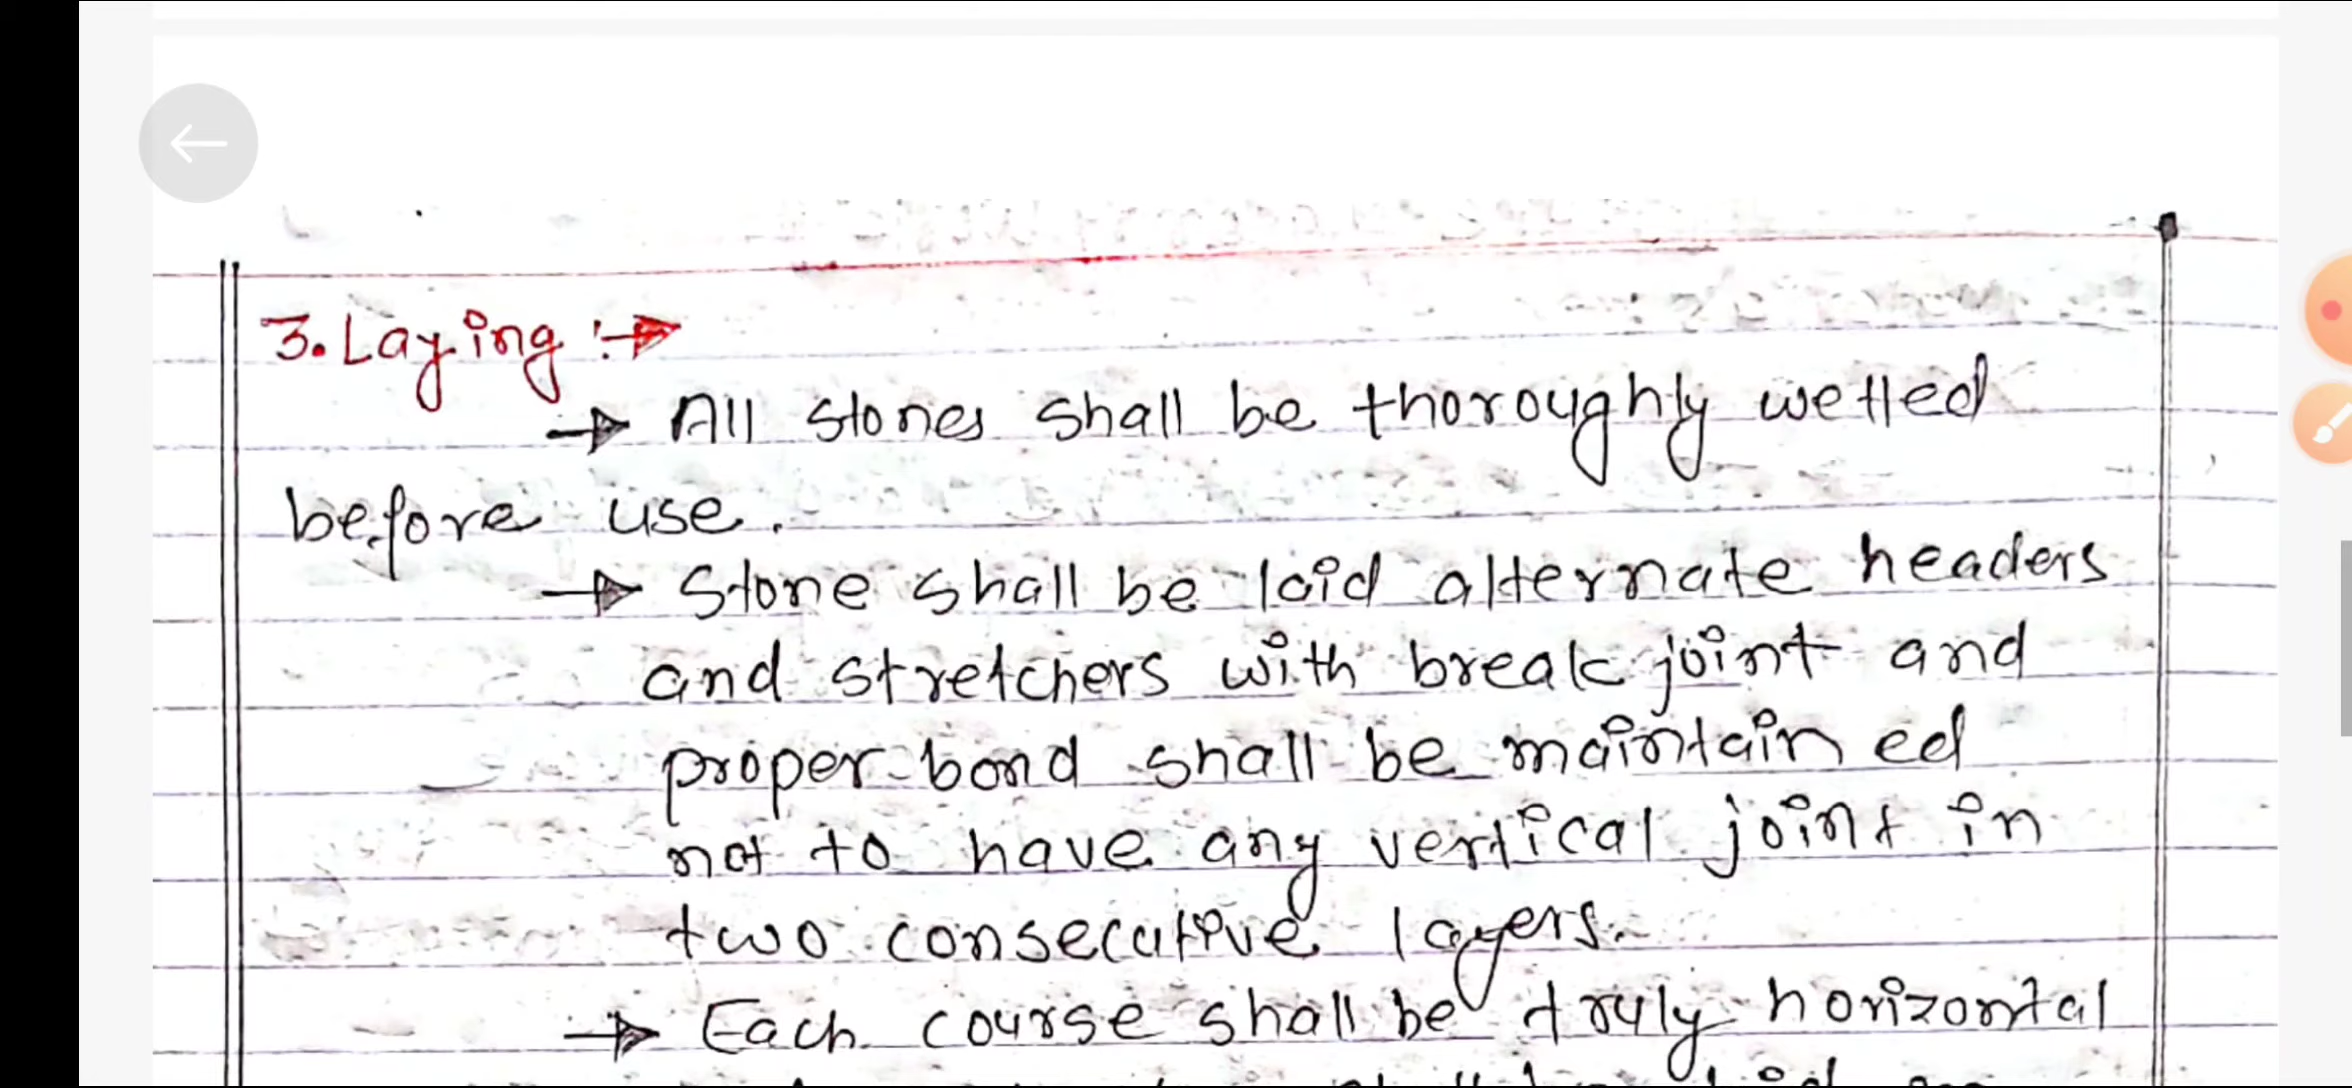 3. Laying :→
→ All stones shall be thoroughly wetted
before use.
→ Stone shall be laid alternate headers
and stretchers with break joint and
proper bond shall be maintained
not to have any vertical joint in
two consecutive layers.
→ Each course shall be truly horizontal